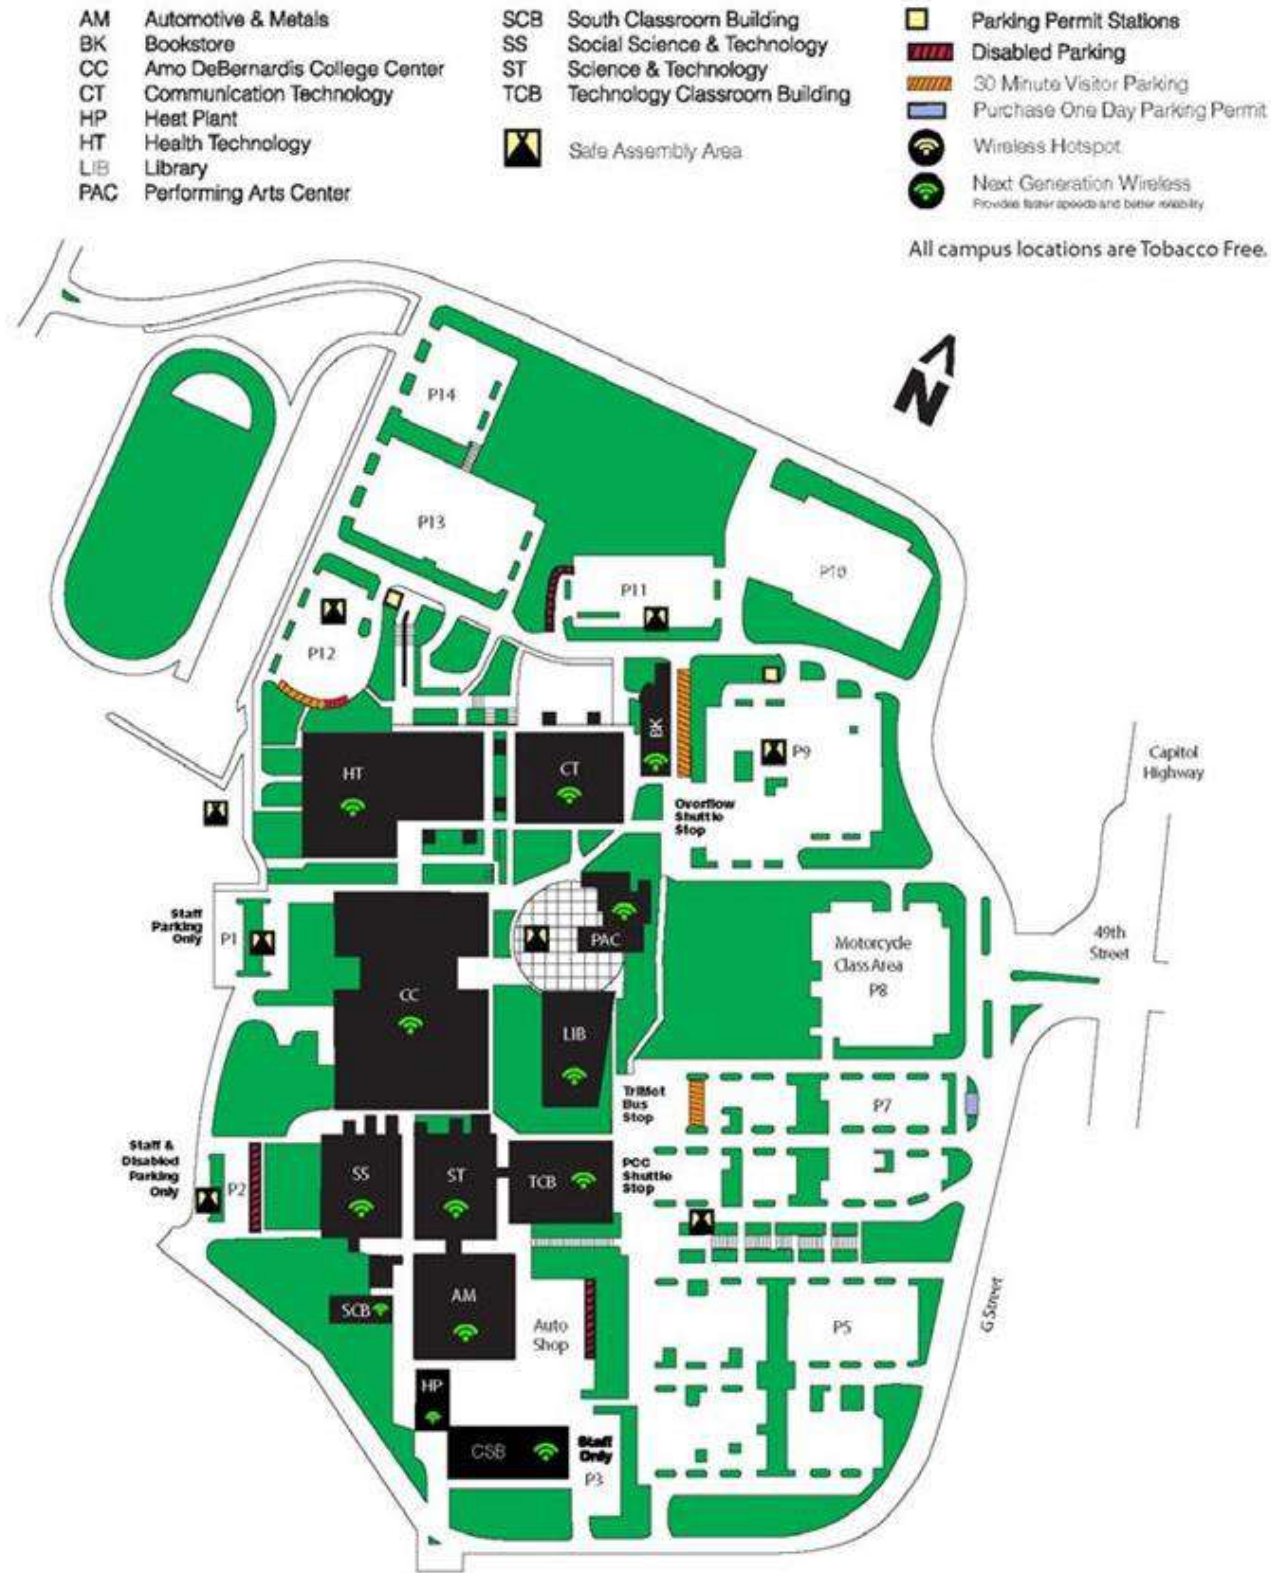 AM Automotive & Metals
BK Bookstore
CC Amo DeBernardis College Center
CT Communication Technology
HP Heat Plant
HT Health Technology
LIB Library
PAC Performing Arts Center
SCB South Classroom Building
SS Social Science & Technology
ST Science & Technology
TCB Technology Classroom Building
Safe Assembly Area
Parking Permit Stations
Disabled Parking
30 Minute Visitor Parking
Purchase One Day Parking Permit
Wireless Hotspot
Next Generation Wireless
Provides faster speeds and better reliability
All campus locations are Tobacco Free.
N
P14
P13
P10
P11
P12
BK
P9
Capitol
Highway
HT
CT
Overflow
Shuttle
Stop
Staff
Parking
Only
P1
PAC
Motorcycle
Class Area
P8
49th
Street
CC
LIB
TriMet
Bus
Stop
P7
Staff &
Disabled
Parking
Only
P2
SS
ST
TCB
PCC
Shuttle
Stop
SCB
AM
Auto
Shop
P5
G Street
HP
CSB
Staff
Only
P3